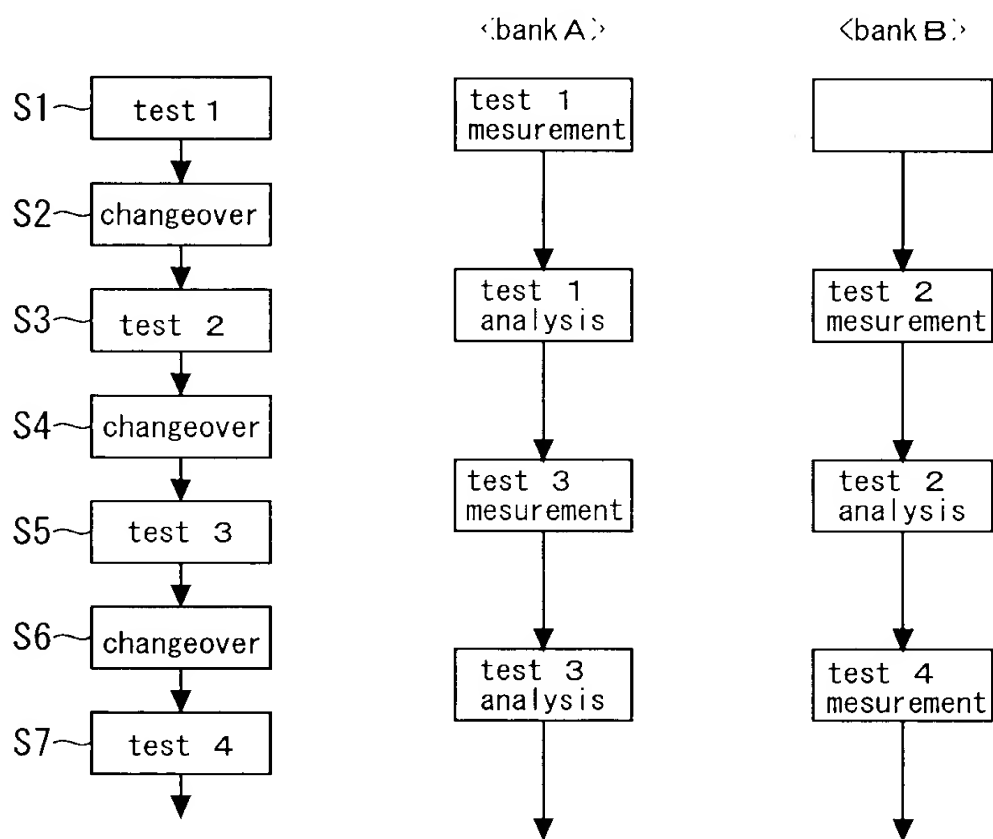 <bank A>
<bank B>
S1
test 1
test 1
mesurement
S2
changeover
S3
test 2
test 1
analysis
test 2
mesurement
S4
changeover
S5
test 3
test 3
mesurement
test 2
analysis
S6
changeover
S7
test 4
test 3
analysis
test 4
mesurement